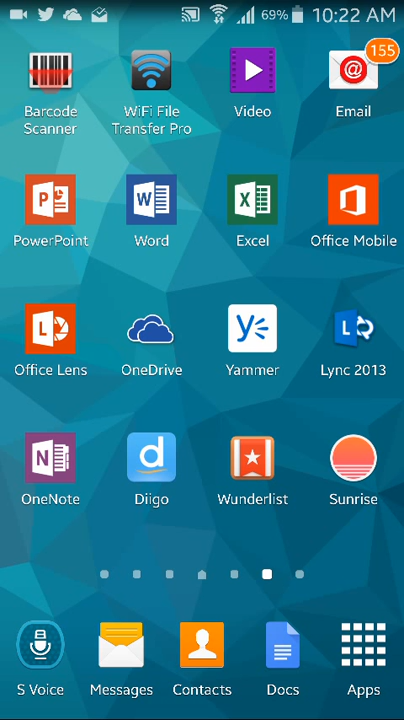 69% 10:22 AM
155
Barcode Scanner
WiFi File Transfer Pro
Video
Email
PowerPoint
Word
Excel
Office Mobile
Office Lens
OneDrive
Yammer
Lync 2013
OneNote
Diigo
Wunderlist
Sunrise
S Voice
Messages
Contacts
Docs
Apps